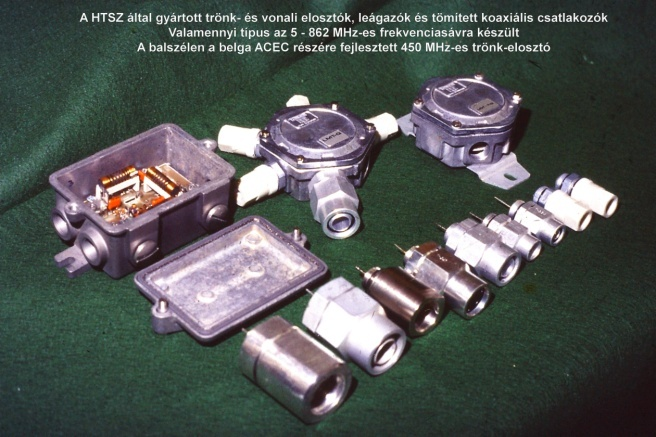 A HTSZ által gyártott trönk- és vonali elosztók, leágazók és tömített koaxiális csatlakozók
Valamennyi típus az 5 - 862 MHz-es frekvenciasávra készült
A balszélen a belga ACEC részére fejlesztett 450 MHz-es trönk-elosztó